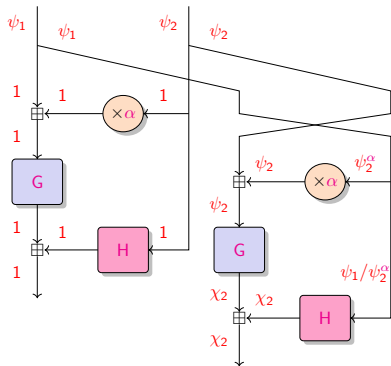 ψ₁ ψ₂
ψ₁ ψ₂
1 1 ×α 1
1
G
1 1 H 1
1
ψ₂ ×α ψ₂^α
ψ₂
G
ψ₁/ψ₂^α
χ₂ χ₂ H
χ₂